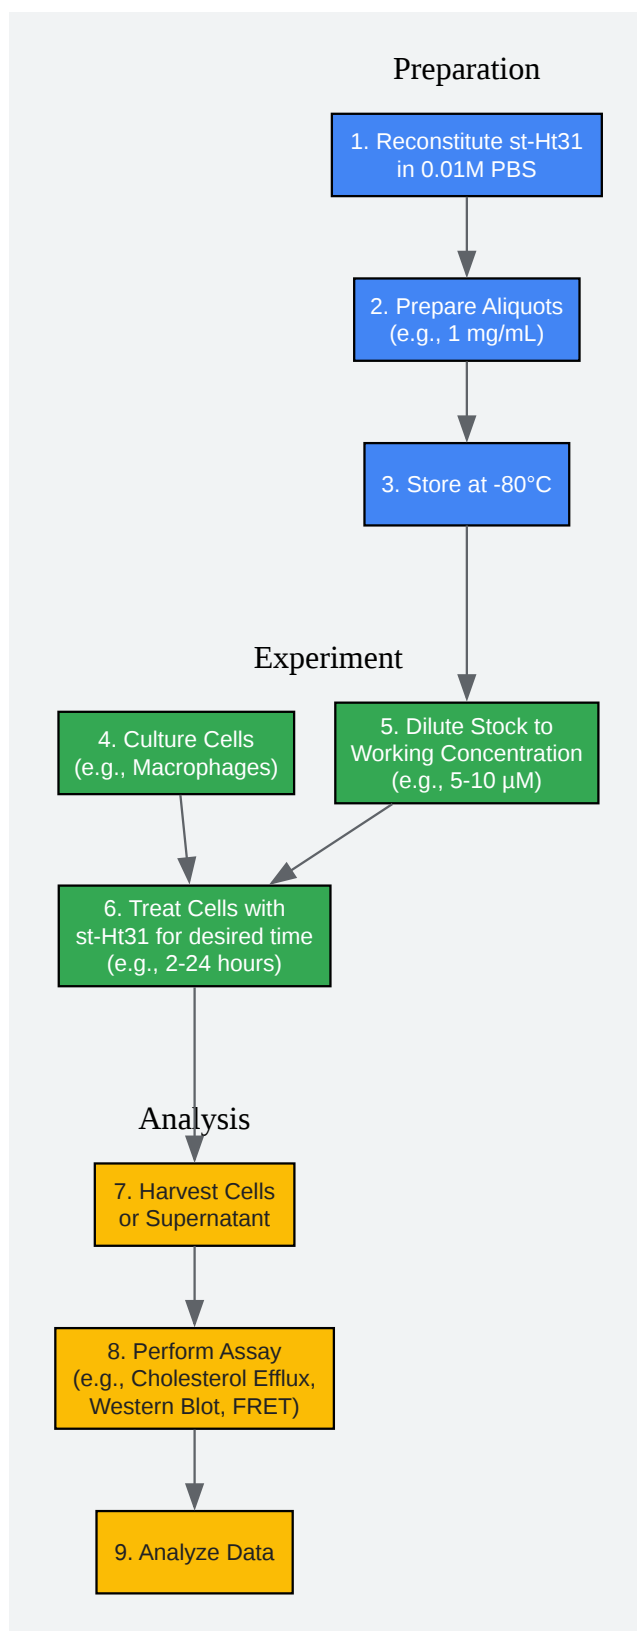 Preparation
1. Reconstitute st-Ht31
in 0.01M PBS
2. Prepare Aliquots
(e.g., 1 mg/mL)
3. Store at -80°C
Experiment
4. Culture Cells
(e.g., Macrophages)
5. Dilute Stock to
Working Concentration
(e.g., 5-10 µM)
6. Treat Cells with
st-Ht31 for desired time
(e.g., 2-24 hours)
Analysis
7. Harvest Cells
or Supernatant
8. Perform Assay
(e.g., Cholesterol Efflux,
Western Blot, FRET)
9. Analyze Data